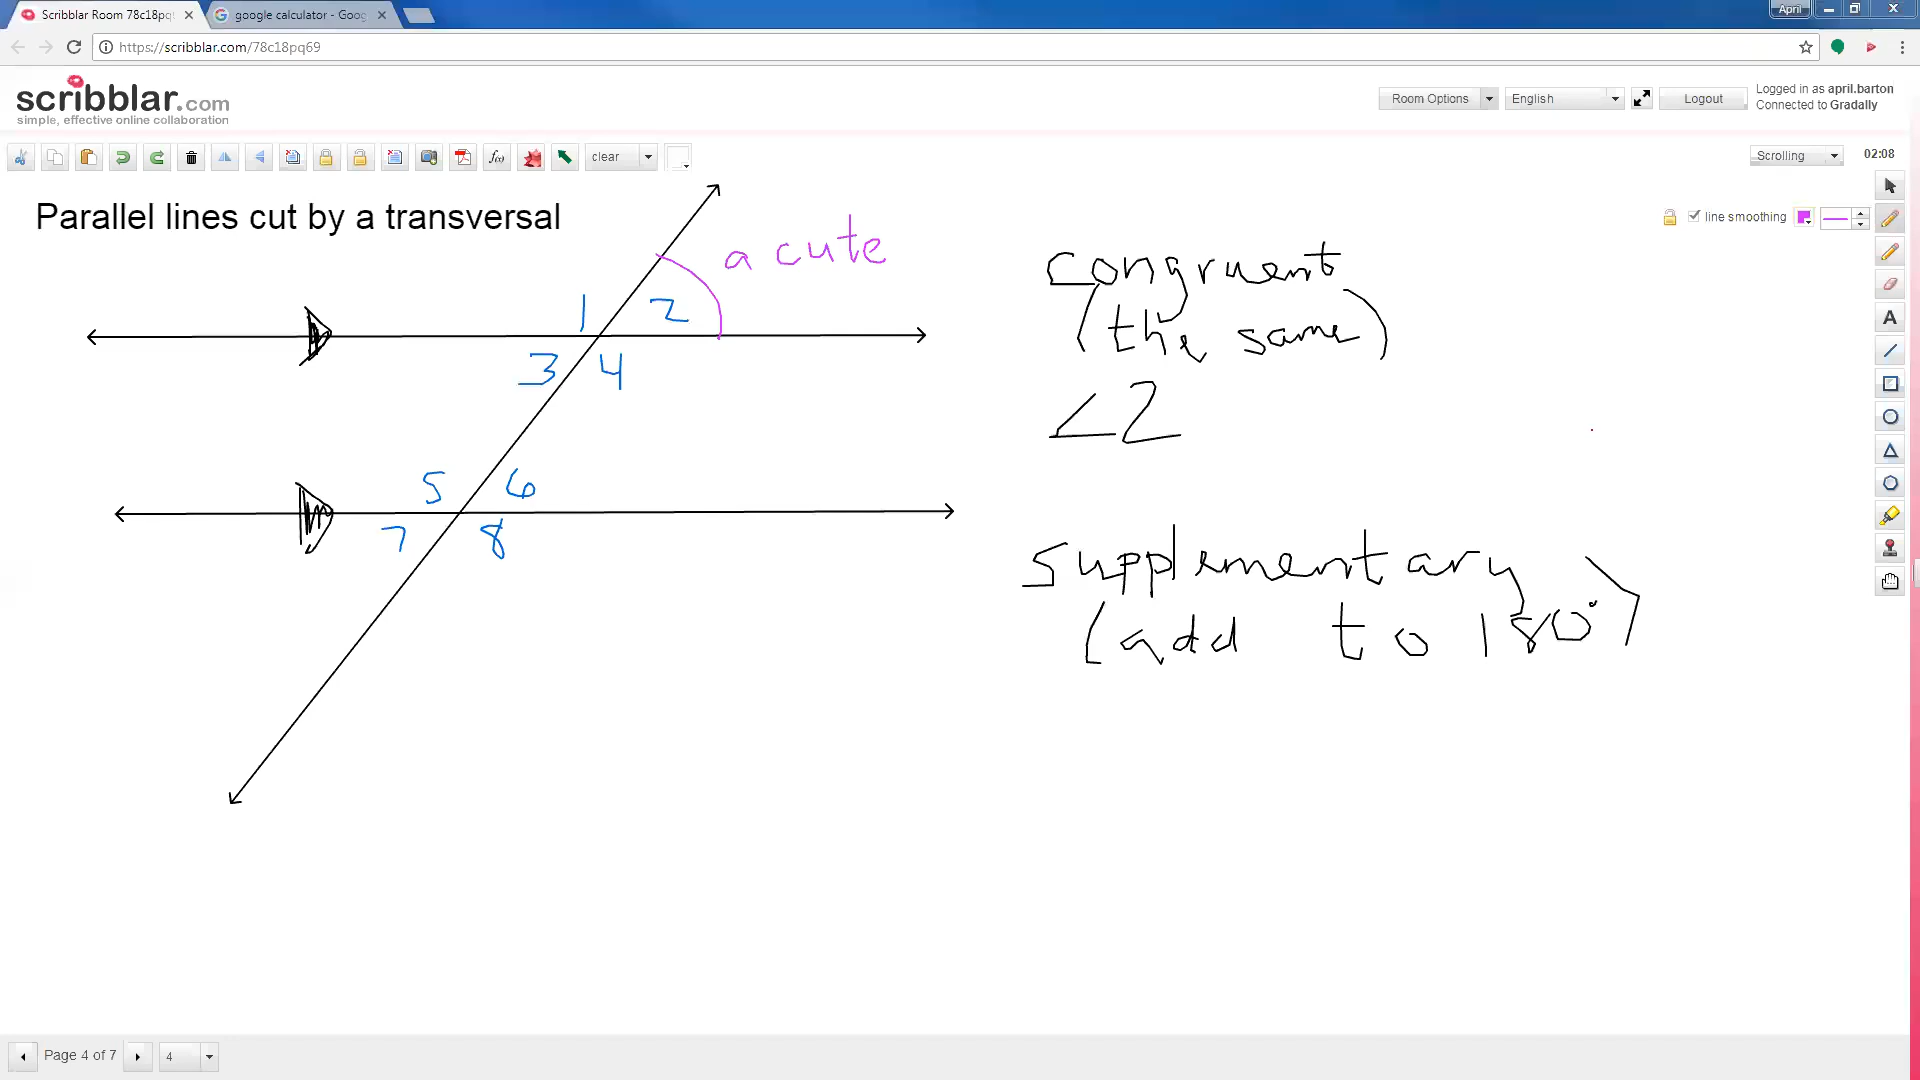 Scribblar Room 78c18pq
google calculator - Goog
April
https://scribblar.com/78c18pq69
scribblar.com
simple, effective online collaboration
Room Options
English
Logout
Logged in as april.barton
Connected to Gradally
f(x)
clear
Scrolling
02:08
line smoothing
A
Parallel lines cut by a transversal
a cute
1 2
3 4
5 6
7 8
congruent
(the same)
∠2
supplementary
(add to 180°)
Page 4 of 7
4